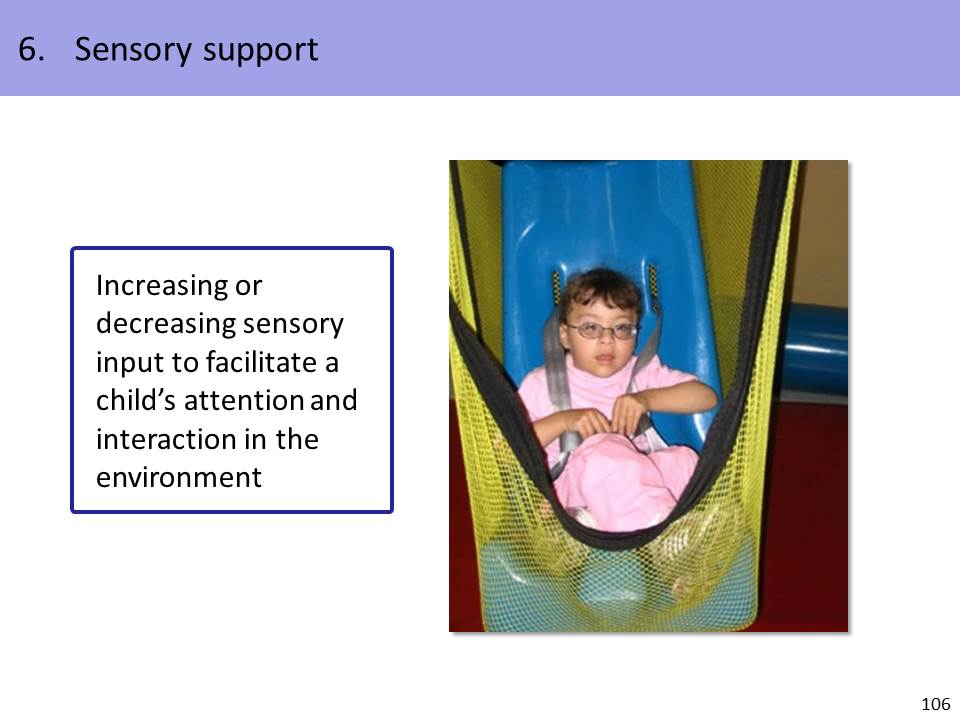 6. Sensory support
Increasing or
decreasing sensory
input to facilitate a
child’s attention and
interaction in the
environment
106